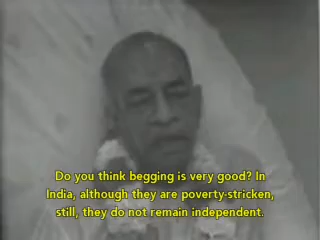 Do you think begging is very good? In
India, although they are poverty-stricken,
still, they do not remain independent.